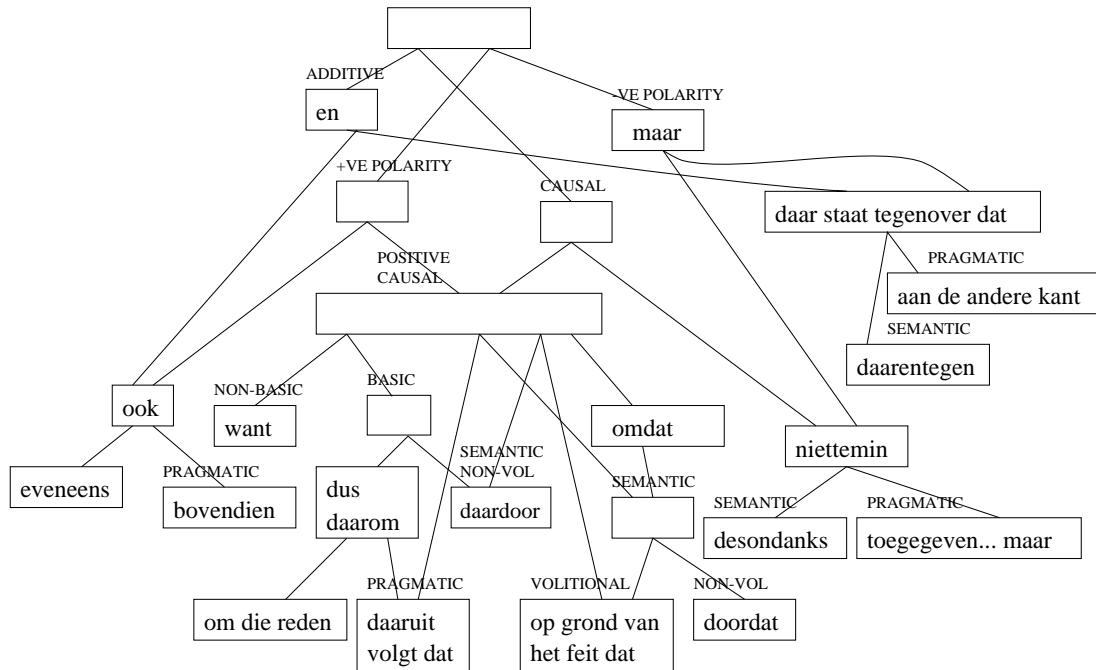 ADDITIVE
en
-VE POLARITY
maar
+VE POLARITY
CAUSAL
daar staat tegenover dat
POSITIVE
CAUSAL
PRAGMATIC
aan de andere kant
SEMANTIC
daarentegen
ook
NON-BASIC
want
BASIC
omdat
niettemin
eveneens
PRAGMATIC
bovendien
dus
daarom
SEMANTIC
NON-VOL
daardoor
SEMANTIC
SEMANTIC
desondanks
PRAGMATIC
toegegeven... maar
om die reden
PRAGMATIC
daaruit
volgt dat
VOLITIONAL
op grond van
het feit dat
NON-VOL
doordat